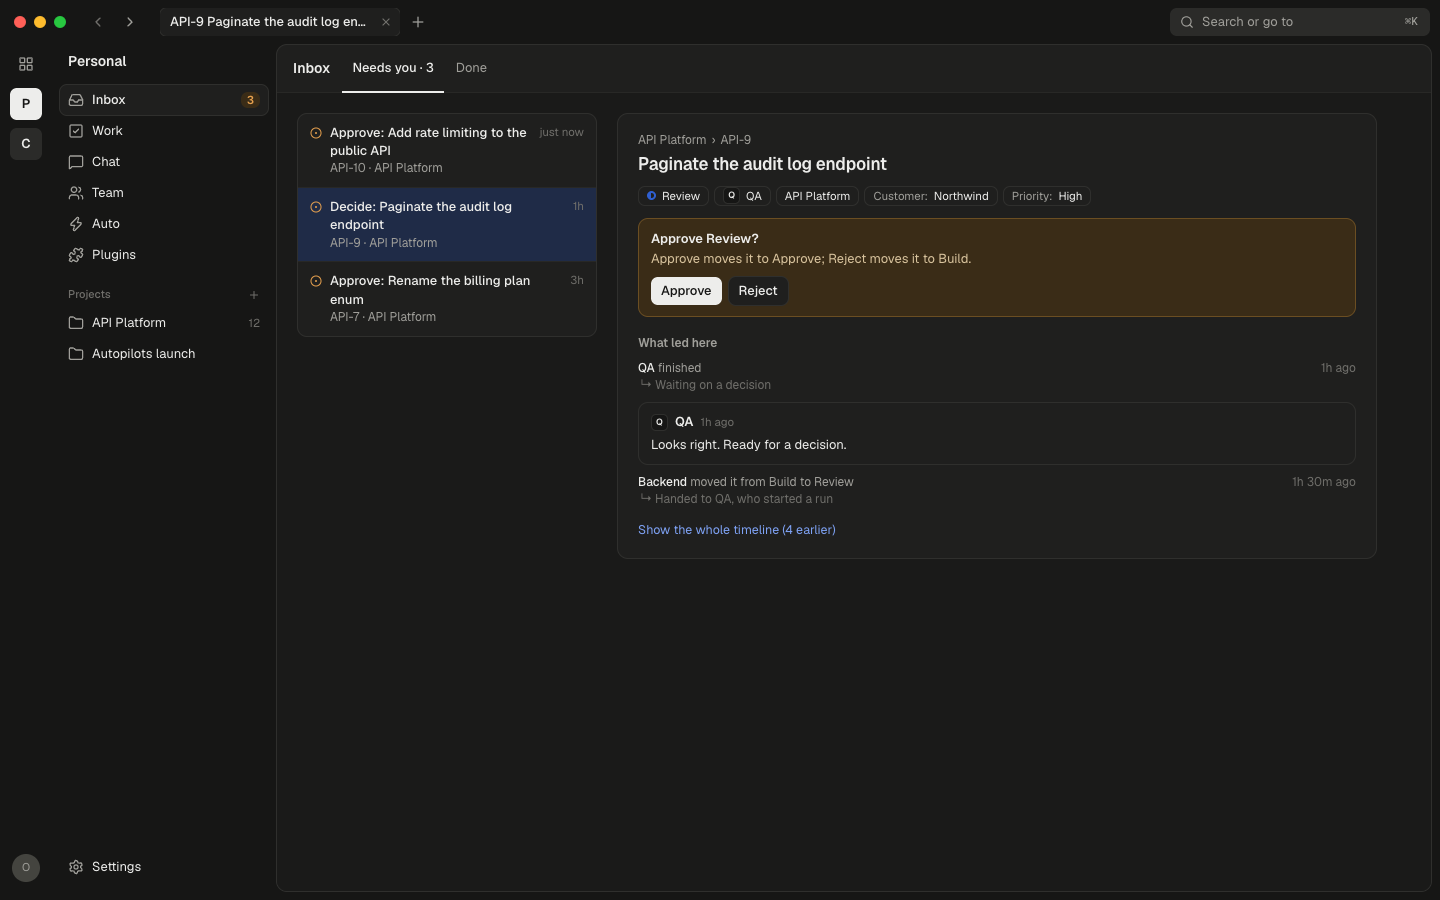 API-9 Paginate the audit log en...
Search or go to
⌘K
P
C
Personal
Inbox
3
Work
Chat
Team
Auto
Plugins
Projects
API Platform
12
Autopilots launch
O
Settings
Inbox
Needs you · 3
Done
Approve: Add rate limiting to the
public API
just now
API-10 · API Platform
Decide: Paginate the audit log
endpoint
1h
API-9 · API Platform
Approve: Rename the billing plan
enum
3h
API-7 · API Platform
API Platform › API-9
Paginate the audit log endpoint
Review
Q QA
API Platform
Customer: Northwind
Priority: High
Approve Review?
Approve moves it to Approve; Reject moves it to Build.
Approve
Reject
What led here
QA finished
1h ago
Waiting on a decision
Q QA 1h ago
Looks right. Ready for a decision.
Backend moved it from Build to Review
1h 30m ago
Handed to QA, who started a run
Show the whole timeline (4 earlier)